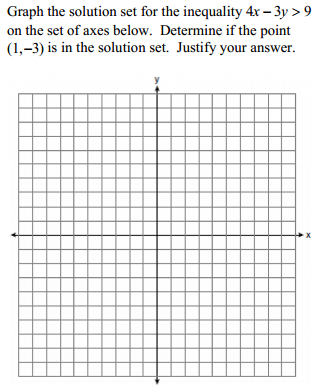 Graph the solution set for the inequality 4x – 3y > 9
on the set of axes below.  Determine if the point
(1,–3) is in the solution set.  Justify your answer.
y
x